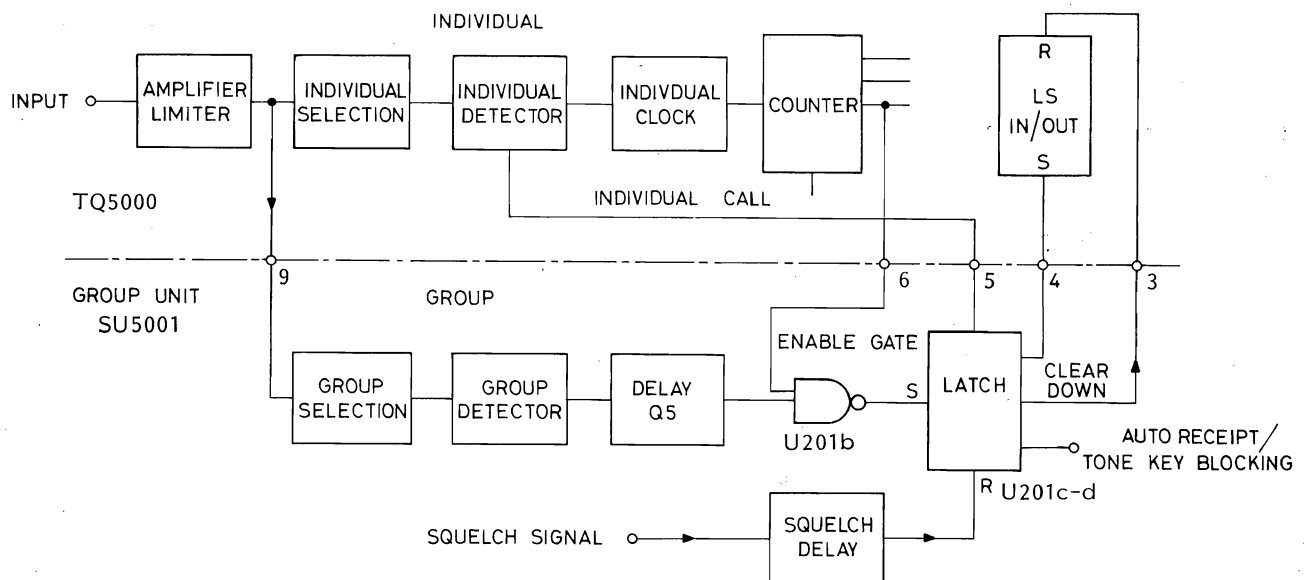 INDIVIDUAL
INPUT
AMPLIFIER
LIMITER
INDIVIDUAL
SELECTION
INDIVIDUAL
DETECTOR
INDIVDUAL
CLOCK
COUNTER
R
LS
IN/OUT
S
TQ5000
INDIVIDUAL CALL
9
6
5
4
3
GROUP UNIT
SU5001
GROUP
ENABLE GATE
GROUP
SELECTION
GROUP
DETECTOR
DELAY
Q5
U201b
S
LATCH
CLEAR
DOWN
AUTO RECEIPT/
TONE KEY BLOCKING
R
U201c-d
SQUELCH SIGNAL
SQUELCH
DELAY